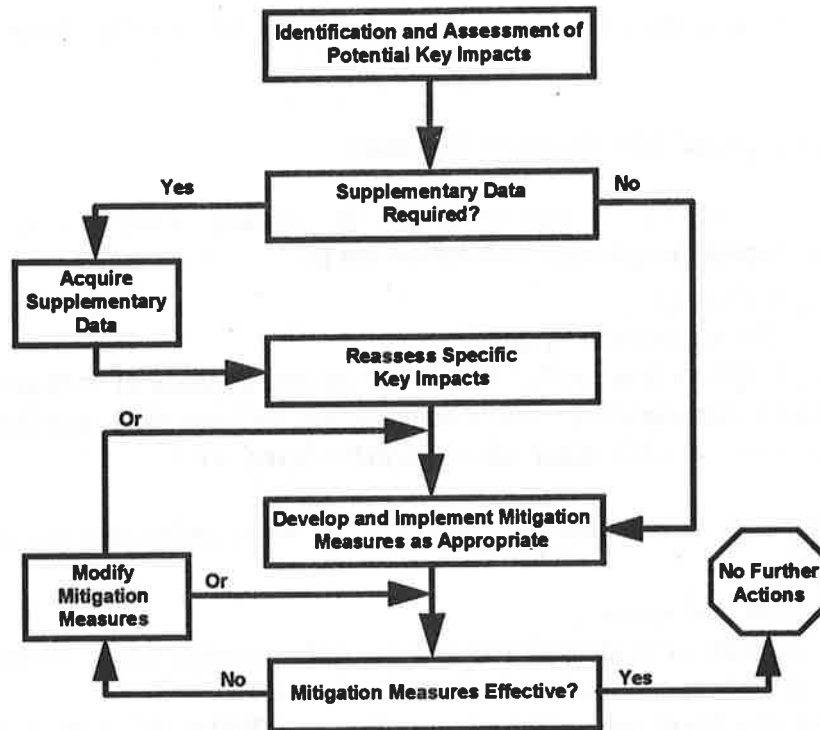 Identification and Assessment of
Potential Key Impacts
Yes
Supplementary Data
Required?
No
Acquire
Supplementary
Data
Reassess Specific
Key Impacts
Or
Develop and Implement Mitigation
Measures as Appropriate
Modify
Mitigation
Measures
Or
No Further
Actions
No
Mitigation Measures Effective?
Yes